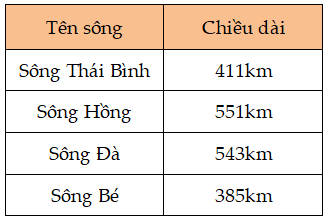 Tên sông Chiều dài
Sông Thái Bình 411km
Sông Hồng 551km
Sông Đà 543km
Sông Bé 385km